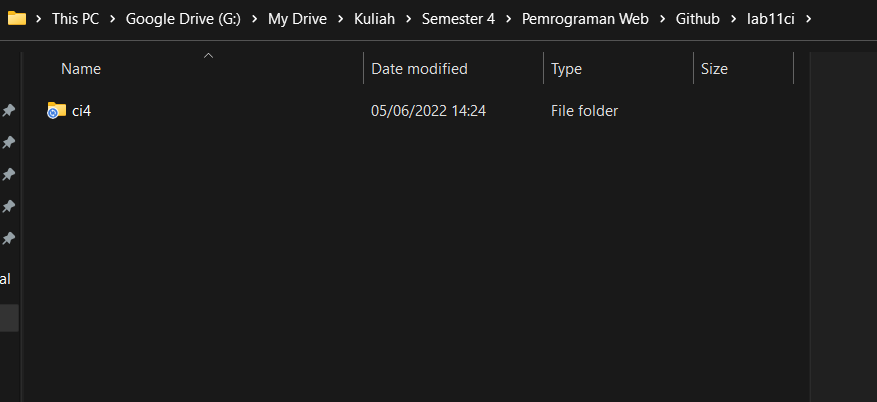 This PC > Google Drive (G:) > My Drive > Kuliah > Semester 4 > Pemrograman Web > Github > lab11ci >
Name Date modified Type Size
ci4 05/06/2022 14:24 File folder
al